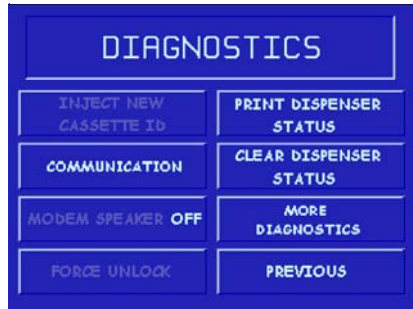 DIAGNOSTICS
INJECT NEW
CASSETTE ID
PRINT DISPENSER
STATUS
COMMUNICATION
CLEAR DISPENSER
STATUS
MODEM SPEAKER OFF
MORE
DIAGNOSTICS
FORCE UNLOCK
PREVIOUS